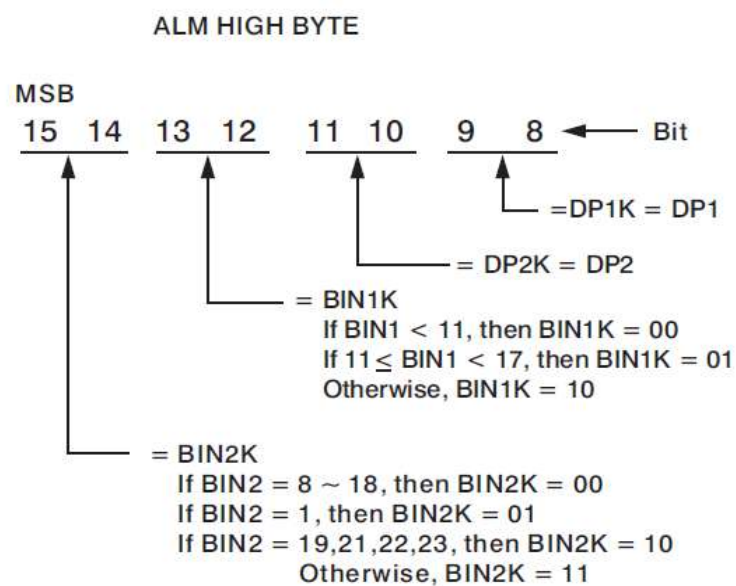 ALM HIGH BYTE
MSB
15 14 13 12 11 10 9 8 Bit
=DP1K = DP1
= DP2K = DP2
= BIN1K
If BIN1 < 11, then BIN1K = 00
If 11 ≤ BIN1 < 17, then BIN1K = 01
Otherwise, BIN1K = 10
= BIN2K
If BIN2 = 8 ~ 18, then BIN2K = 00
If BIN2 = 1, then BIN2K = 01
If BIN2 = 19,21,22,23, then BIN2K = 10
Otherwise, BIN2K = 11